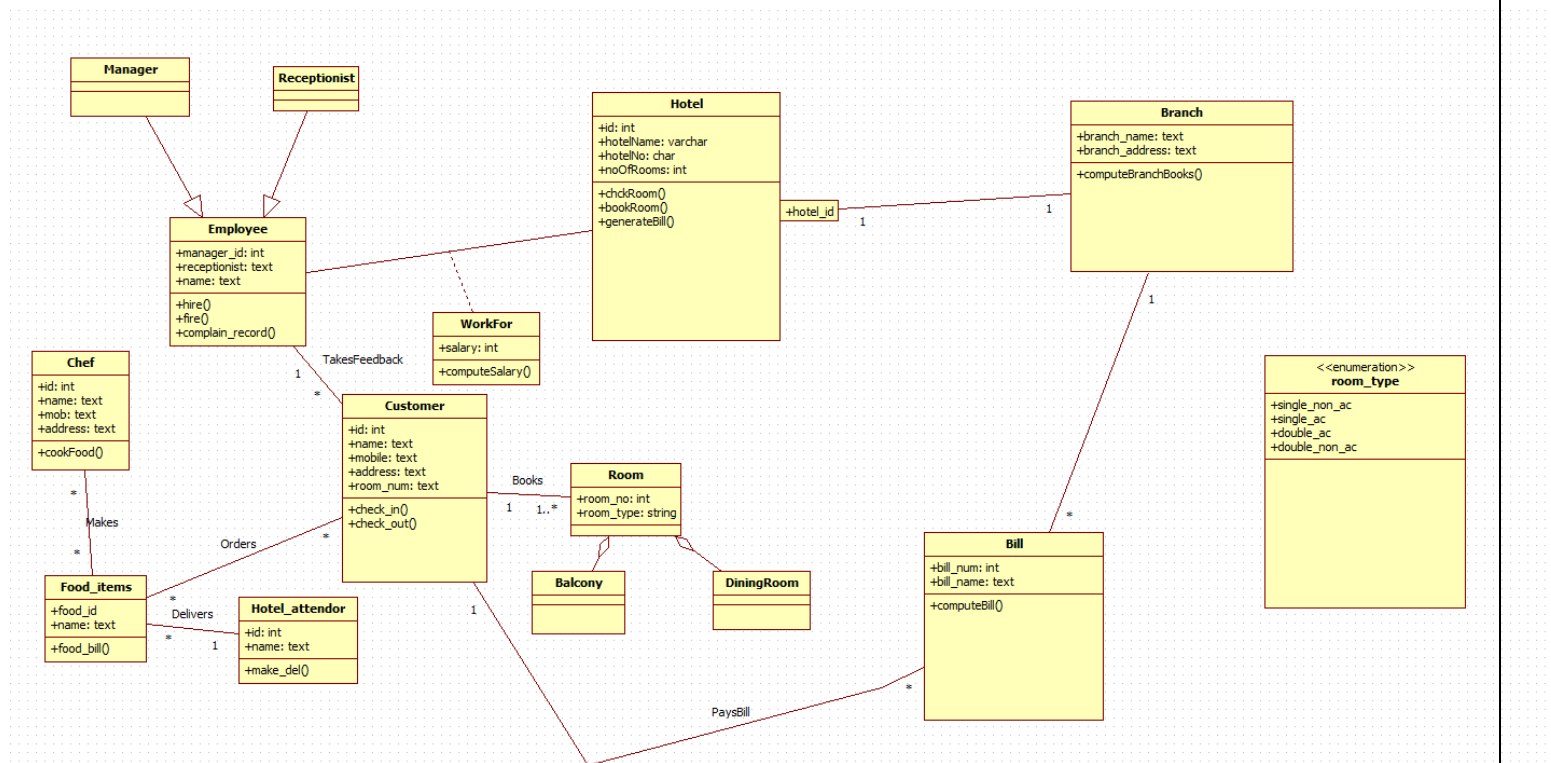 Manager
Receptionist
Hotel
+id: int
+hotelName: varchar
+hotelNo: char
+noOfRooms: int
+chckRoom()
+bookRoom()
+generateBill()
+hotel_id
1
1
Branch
+branch_name: text
+branch_address: text
+computeBranchBooks()
Employee
+manager_id: int
+receptionist: text
+name: text
+hire()
+fire()
+complain_record()
WorkFor
+salary: int
+computeSalary()
TakesFeedback
1
*
1
*
Chef
+id: int
+name: text
+mob: text
+address: text
+cookFood()
*
Makes
*
Customer
+id: int
+name: text
+mobile: text
+address: text
+room_num: text
+check_in()
+check_out()
Books
1
1..*
Room
+room_no: int
+room_type: string
<<enumeration>>
room_type
+single_non_ac
+single_ac
+double_ac
+double_non_ac
Orders
*
*
Food_items
+food_id
+name: text
+food_bill()
Delivers
*
1
Hotel_attendor
+id: int
+name: text
+make_del()
Balcony
DiningRoom
Bill
+bill_num: int
+bill_name: text
+computeBill()
1
PaysBill
*